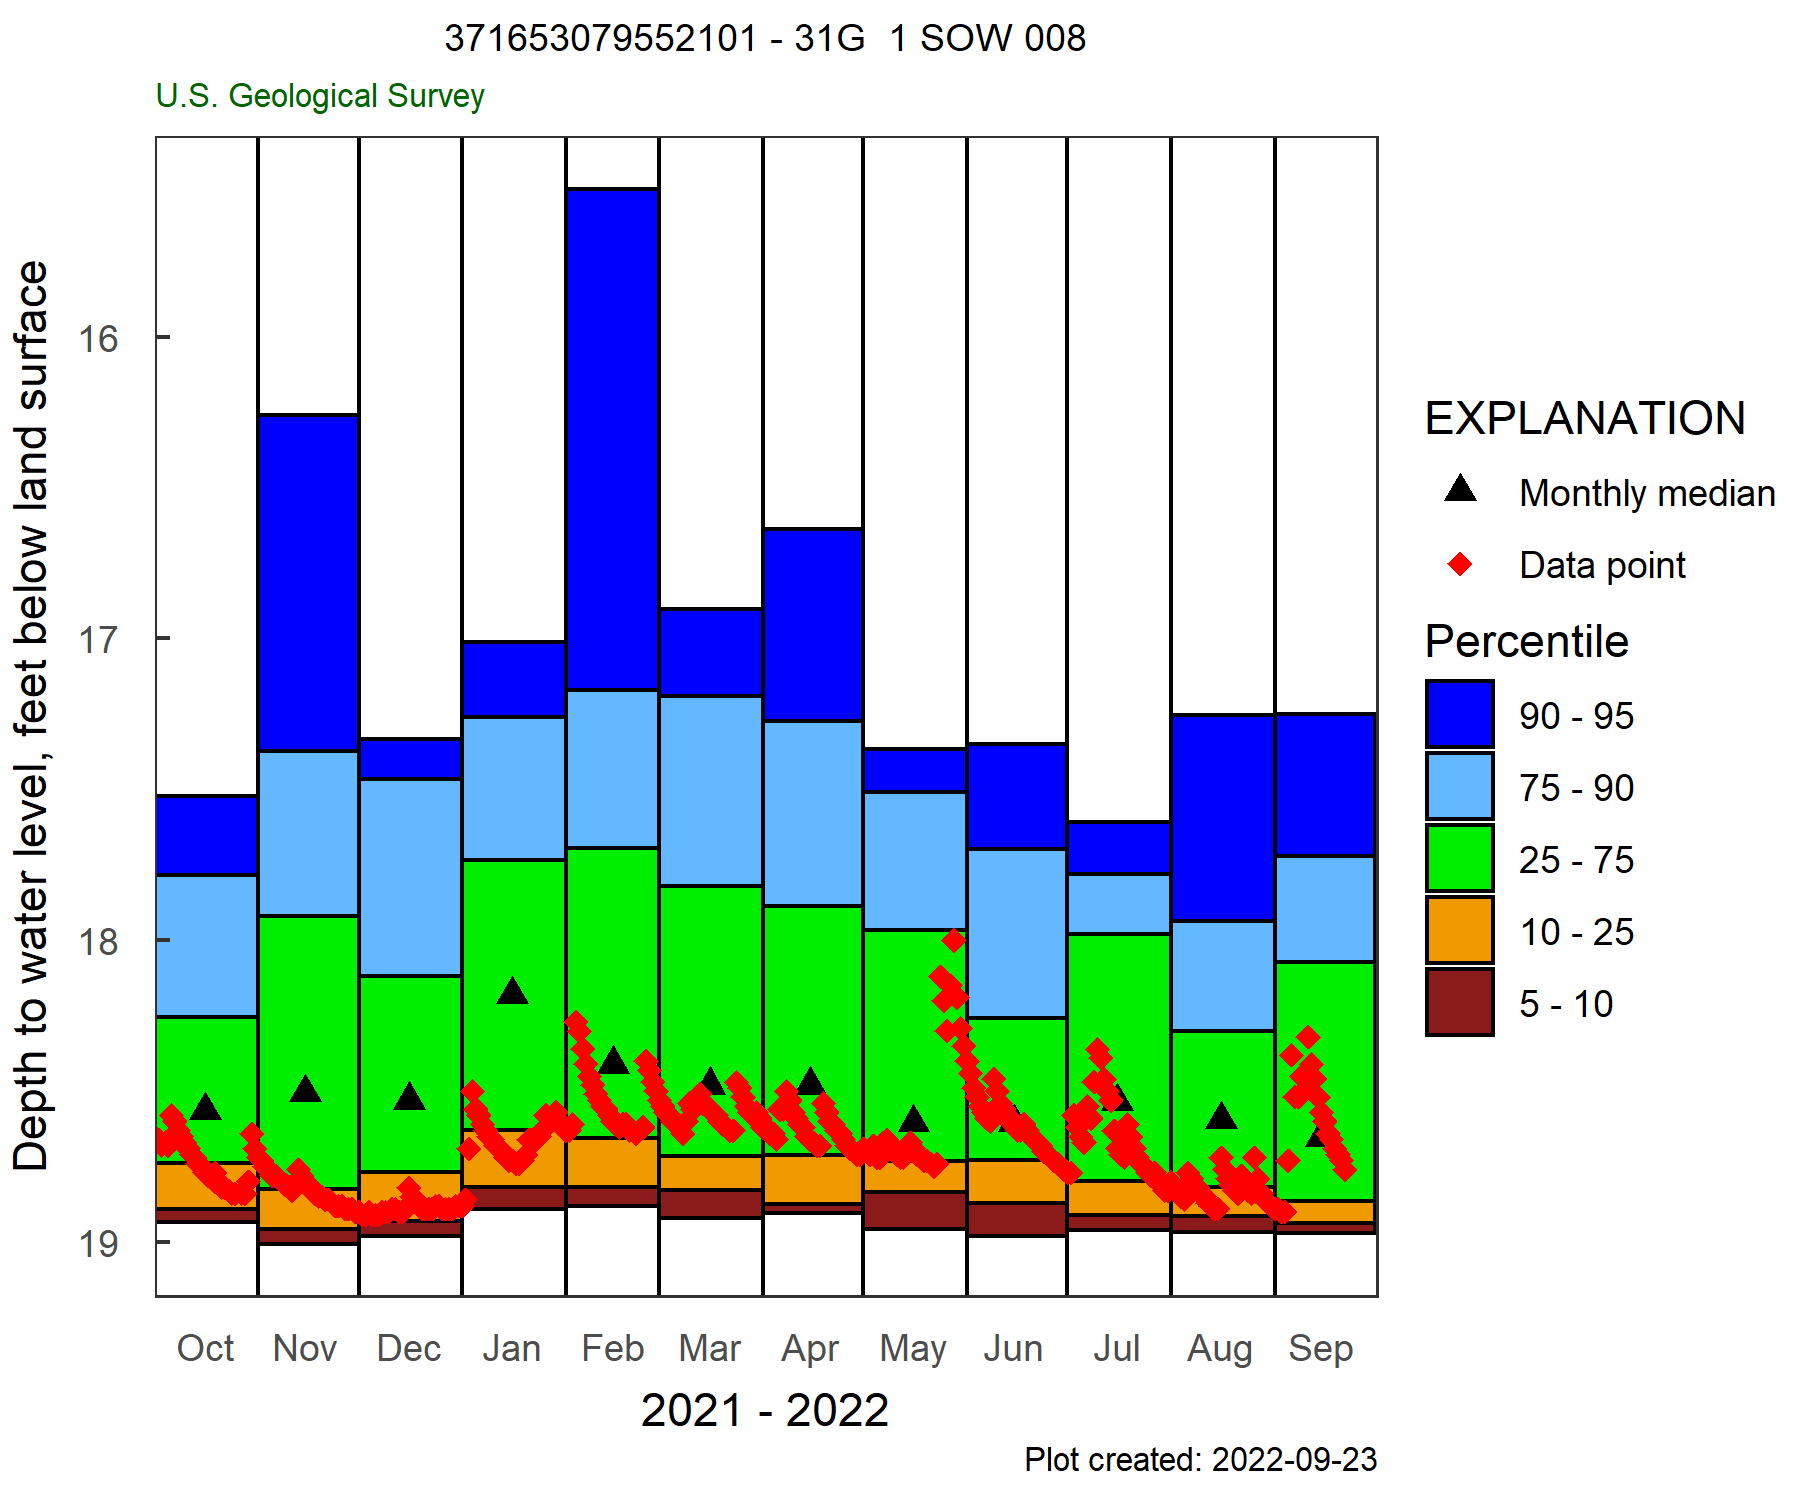 371653079552101 - 31G  1 SOW 008
U.S. Geological Survey
Depth to water level, feet below land surface
16
17
18
19
Oct Nov Dec Jan Feb Mar Apr May Jun Jul Aug Sep
2021 - 2022
EXPLANATION
Monthly median
Data point
Percentile
90 - 95
75 - 90
25 - 75
10 - 25
5 - 10
Plot created: 2022-09-23